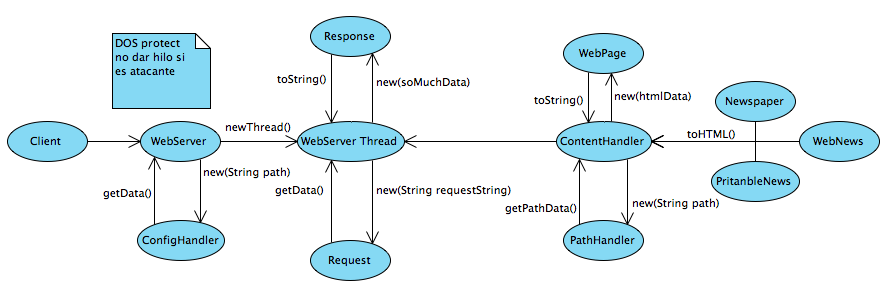 DOS protect
no dar hilo si
es atacante
Response
WebPage
toString()
new(soMuchData)
toString()
new(htmlData)
Newspaper
Client
WebServer
newThread()
WebServer Thread
ContentHandler
toHTML()
WebNews
new(String path)
getData()
getData()
new(String requestString)
getPathData()
new(String path)
PritanbleNews
ConfigHandler
Request
PathHandler